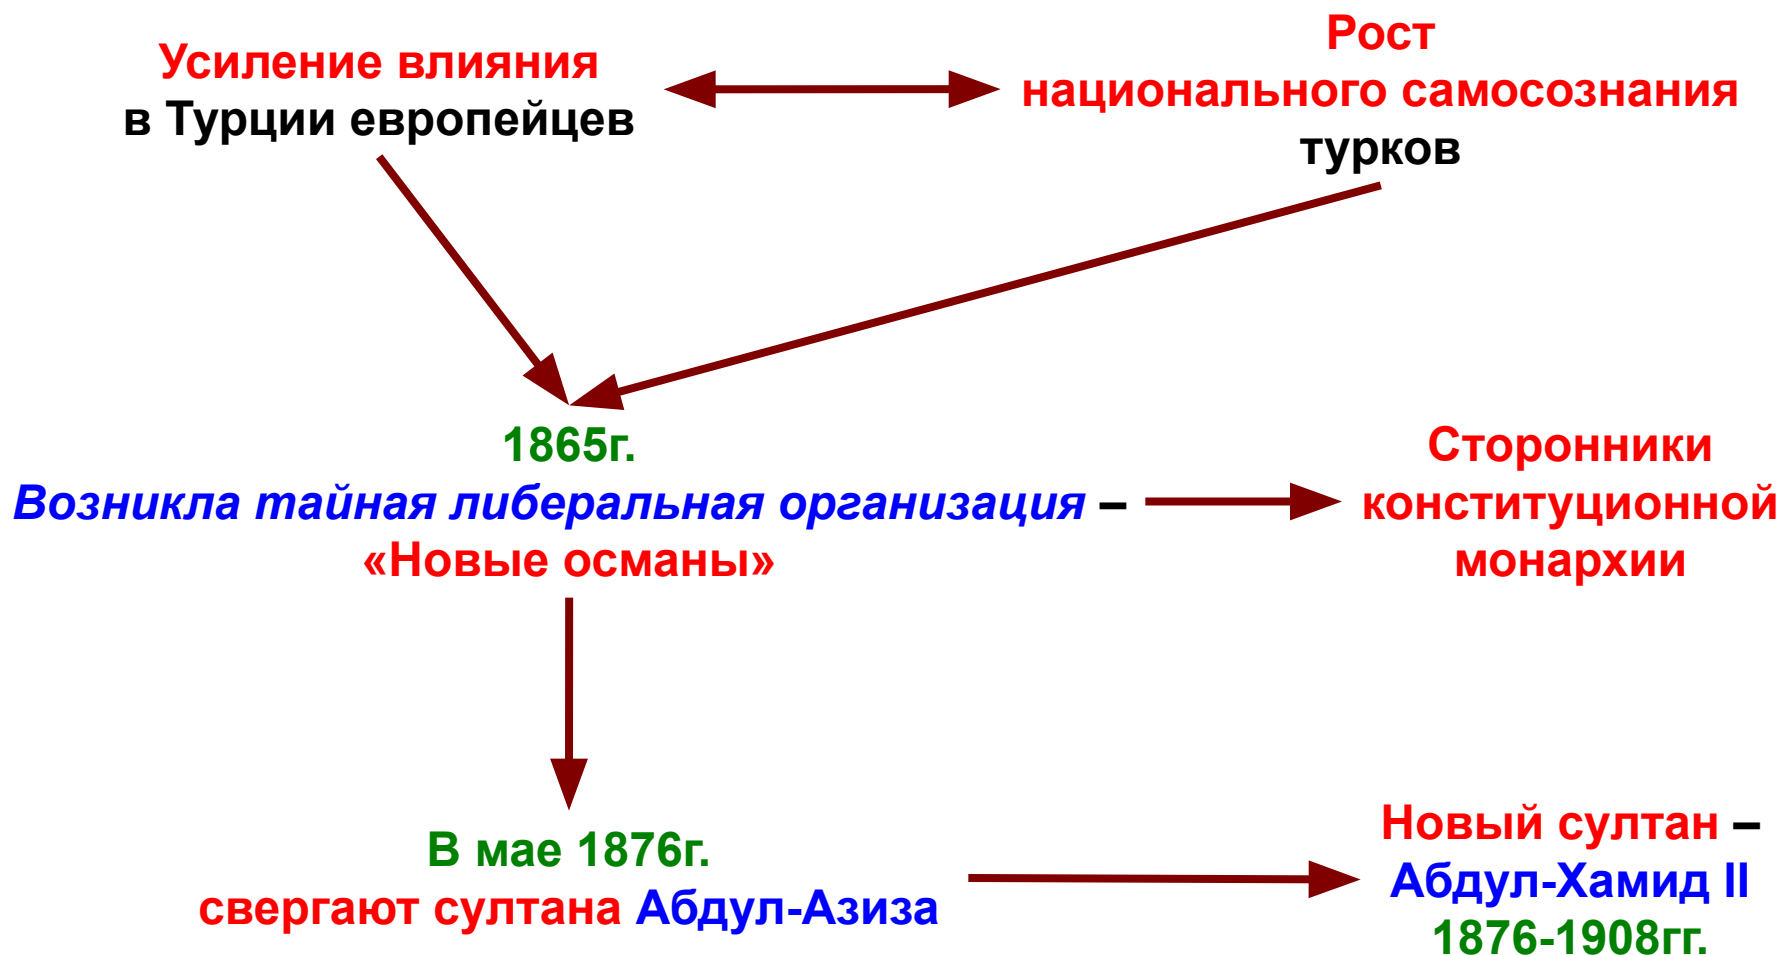 Усиление влияния
в Турции европейцев
Рост
национального самосознания
турков
1865г.
Возникла тайная либеральная организация –
«Новые османы»
Сторонники
конституционной
монархии
В мае 1876г.
свергают султана Абдул-Азиза
Новый султан –
Абдул-Хамид II
1876-1908гг.